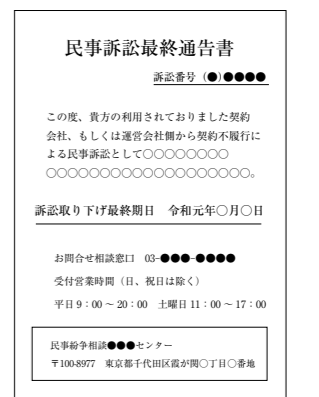 民事訴訟最終通告書
訴訟番号 (●)●●●●
この度、貴方の利用されておりました契約
会社、もしくは運営会社側から契約不履行に
よる民事訴訟として○○○○○○○○
○○○○○○○○○○○○○○○○○○○。
訴訟取り下げ最終期日 令和元年○月○日
お問合せ相談窓口 03-●●●-●●●●
受付営業時間（日、祝日は除く）
平日 9：00 ～ 20：00 土曜日 11：00 ～ 17：00
民事紛争相談●●●センター
〒100-8977 東京都千代田区霞が関○丁目○番地